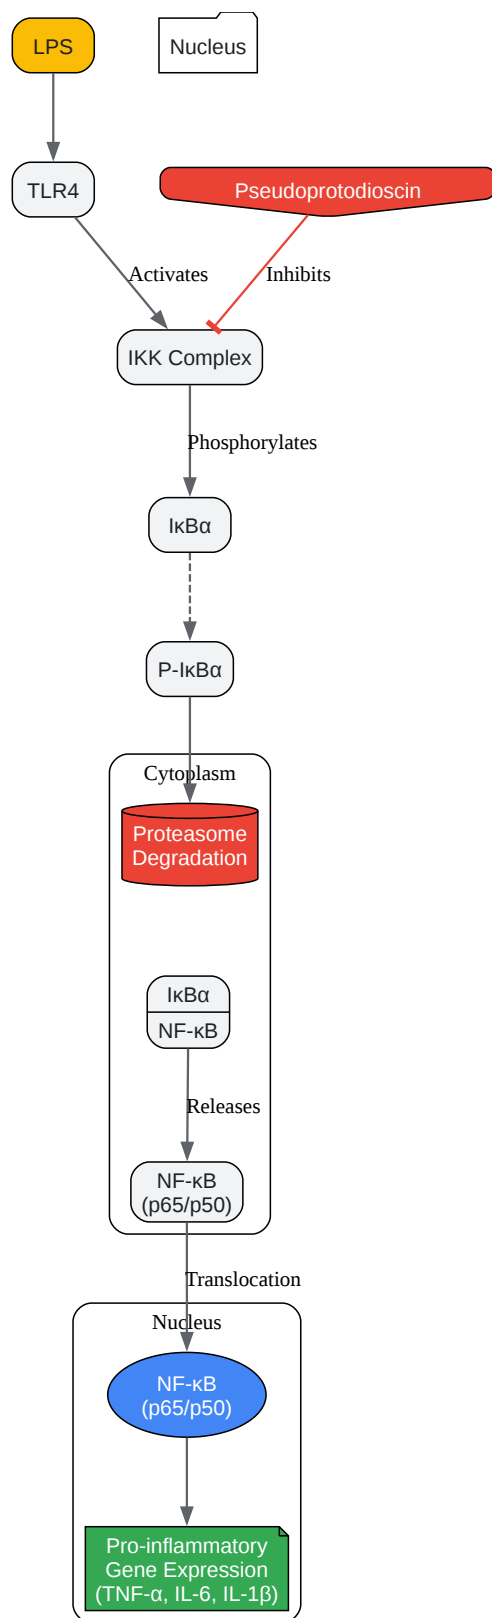 LPS
Nucleus
TLR4
Pseudoprotodioscin
Activates
Inhibits
IKK Complex
Phosphorylates
IκBα
P-IκBα
Cytoplasm
Proteasome
Degradation
IκBα
NF-κB
Releases
NF-κB
(p65/p50)
Translocation
Nucleus
NF-κB
(p65/p50)
Pro-inflammatory
Gene Expression
(TNF-α, IL-6, IL-1β)